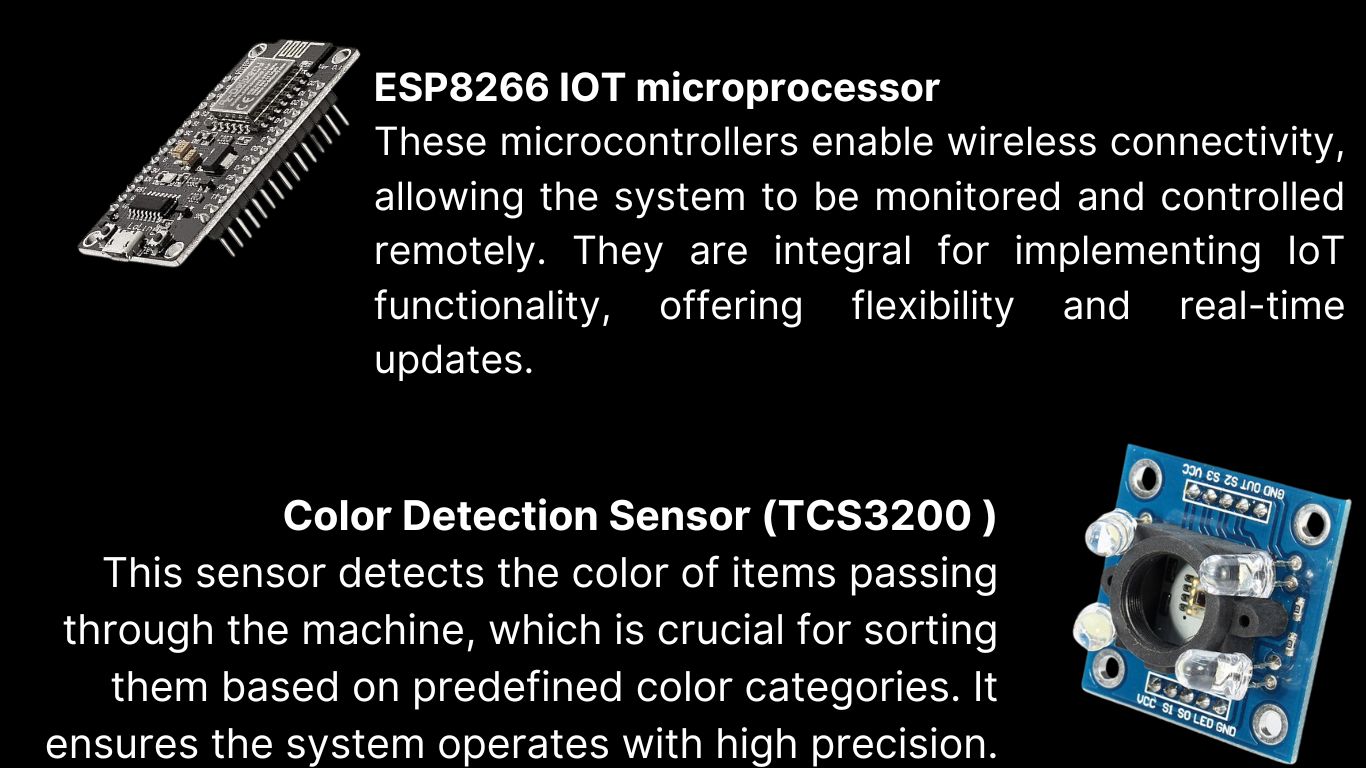 ESP8266 IOT microprocessor
These microcontrollers enable wireless connectivity,
allowing the system to be monitored and controlled
remotely. They are integral for implementing IoT
functionality, offering flexibility and real-time
updates.
Color Detection Sensor (TCS3200 )
This sensor detects the color of items passing
through the machine, which is crucial for sorting
them based on predefined color categories. It
ensures the system operates with high precision.
GND OUT S2 S3 VCC
VCC S1 S0 LED GND